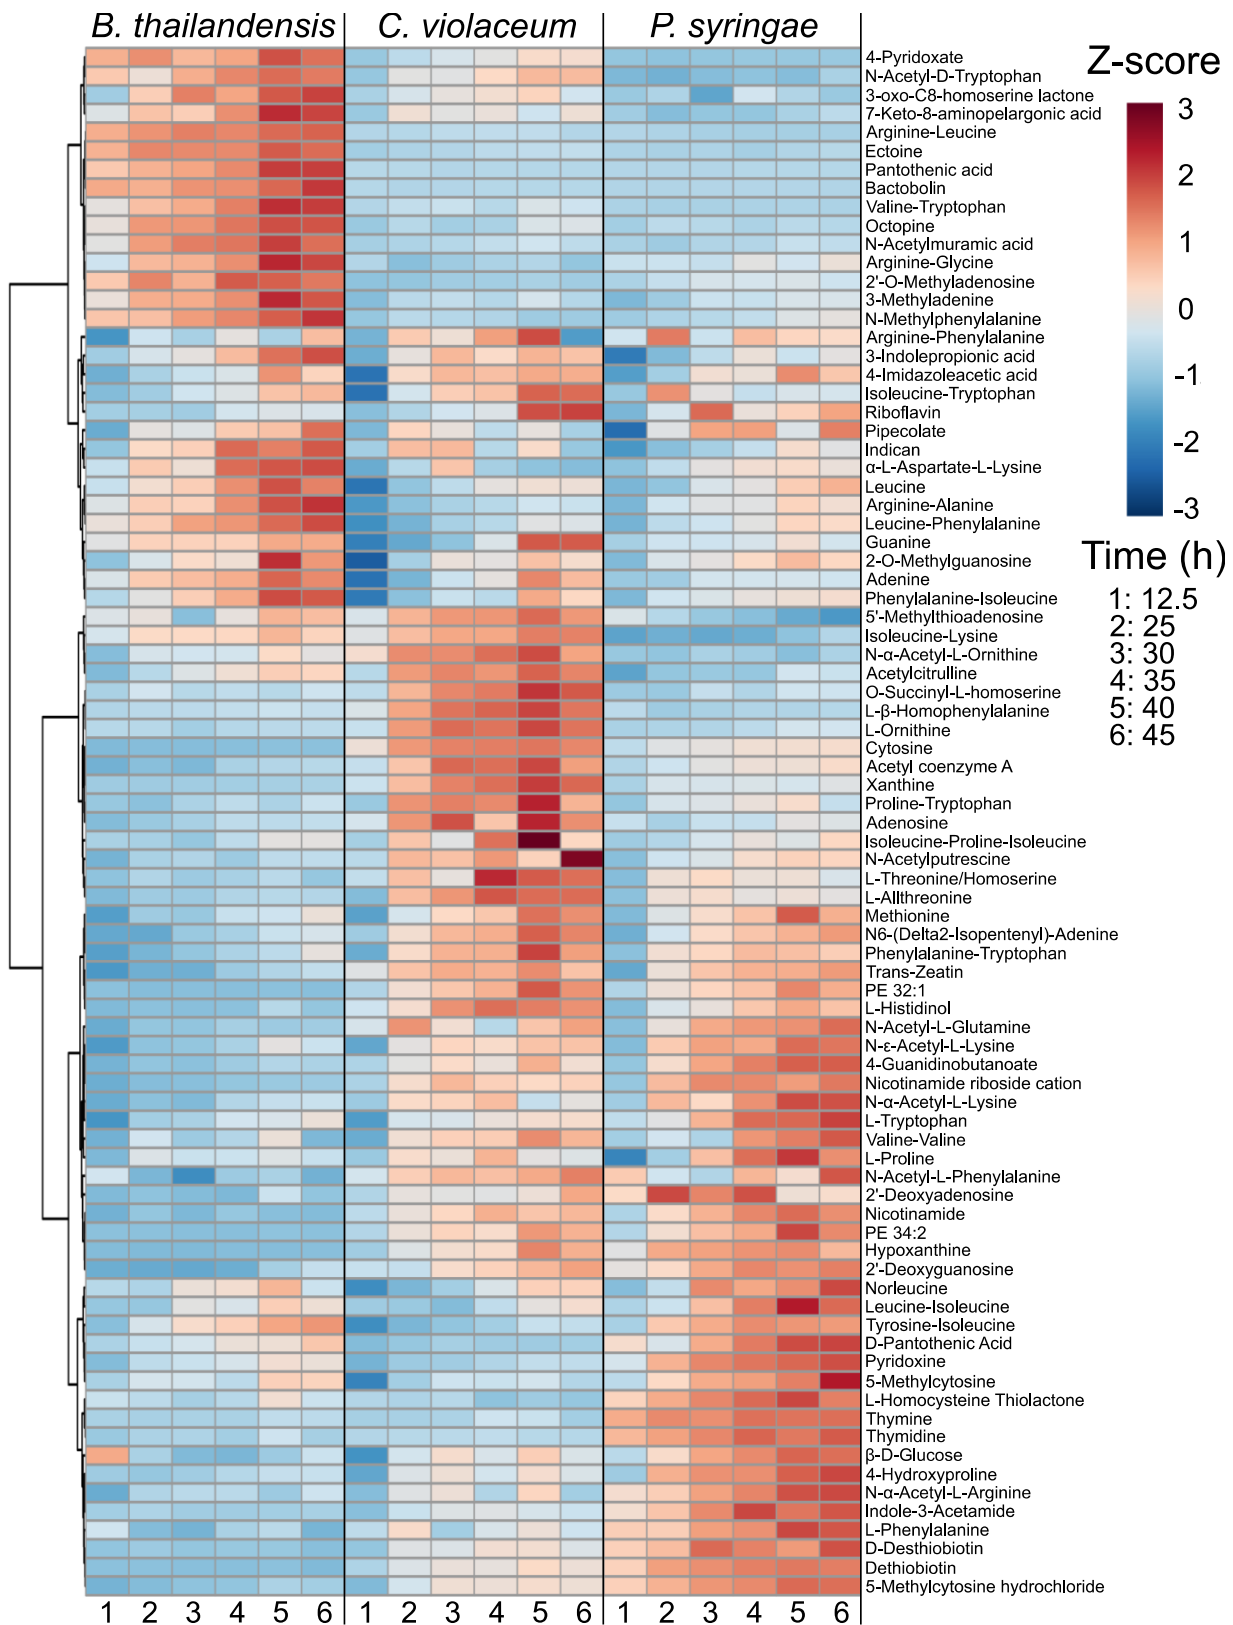 B. thailandensis C. violaceum P. syringae
4-Pyridoxate
N-Acetyl-D-Tryptophan
3-oxo-C8-homoserine lactone
7-Keto-8-aminopelargonic acid
Arginine-Leucine
Ectoine
Pantothenic acid
Bactobolin
Valine-Tryptophan
Octopine
N-Acetylmuramic acid
Arginine-Glycine
2'-O-Methyladenosine
3-Methyladenine
N-Methylphenylalanine
Arginine-Phenylalanine
3-Indolepropionic acid
4-Imidazoleacetic acid
Isoleucine-Tryptophan
Riboflavin
Pipecolate
Indican
α-L-Aspartate-L-Lysine
Leucine
Arginine-Alanine
Leucine-Phenylalanine
Guanine
2-O-Methylguanosine
Adenine
Phenylalanine-Isoleucine
5'-Methylthioadenosine
Isoleucine-Lysine
N-α-Acetyl-L-Ornithine
Acetylcitrulline
O-Succinyl-L-homoserine
L-β-Homophenylalanine
L-Ornithine
Cytosine
Acetyl coenzyme A
Xanthine
Proline-Tryptophan
Adenosine
Isoleucine-Proline-Isoleucine
N-Acetylputrescine
L-Threonine/Homoserine
L-Allthreonine
Methionine
N6-(Delta2-Isopentenyl)-Adenine
Phenylalanine-Tryptophan
Trans-Zeatin
PE 32:1
L-Histidinol
N-Acetyl-L-Glutamine
N-ε-Acetyl-L-Lysine
4-Guanidinobutanoate
Nicotinamide riboside cation
N-α-Acetyl-L-Lysine
L-Tryptophan
Valine-Valine
L-Proline
N-Acetyl-L-Phenylalanine
2'-Deoxyadenosine
Nicotinamide
PE 34:2
Hypoxanthine
2'-Deoxyguanosine
Norleucine
Leucine-Isoleucine
Tyrosine-Isoleucine
D-Pantothenic Acid
Pyridoxine
5-Methylcytosine
L-Homocysteine Thiolactone
Thymine
Thymidine
β-D-Glucose
4-Hydroxyproline
N-α-Acetyl-L-Arginine
Indole-3-Acetamide
L-Phenylalanine
D-Desthiobiotin
Dethiobiotin
5-Methylcytosine hydrochloride
1 2 3 4 5 6 1 2 3 4 5 6 1 2 3 4 5 6
Z-score
3
2
1
0
-1
-2
-3
Time (h)
1: 12.5
2: 25
3: 30
4: 35
5: 40
6: 45